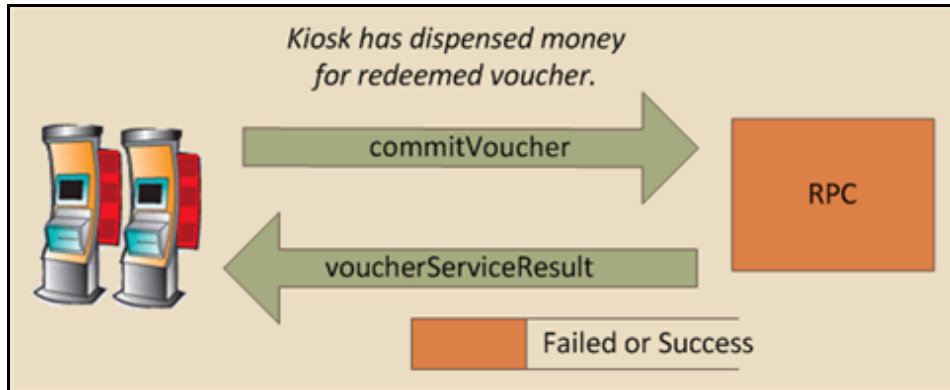 Kiosk has dispensed money
for redeemed voucher.
commitVoucher
RPC
voucherServiceResult
Failed or Success